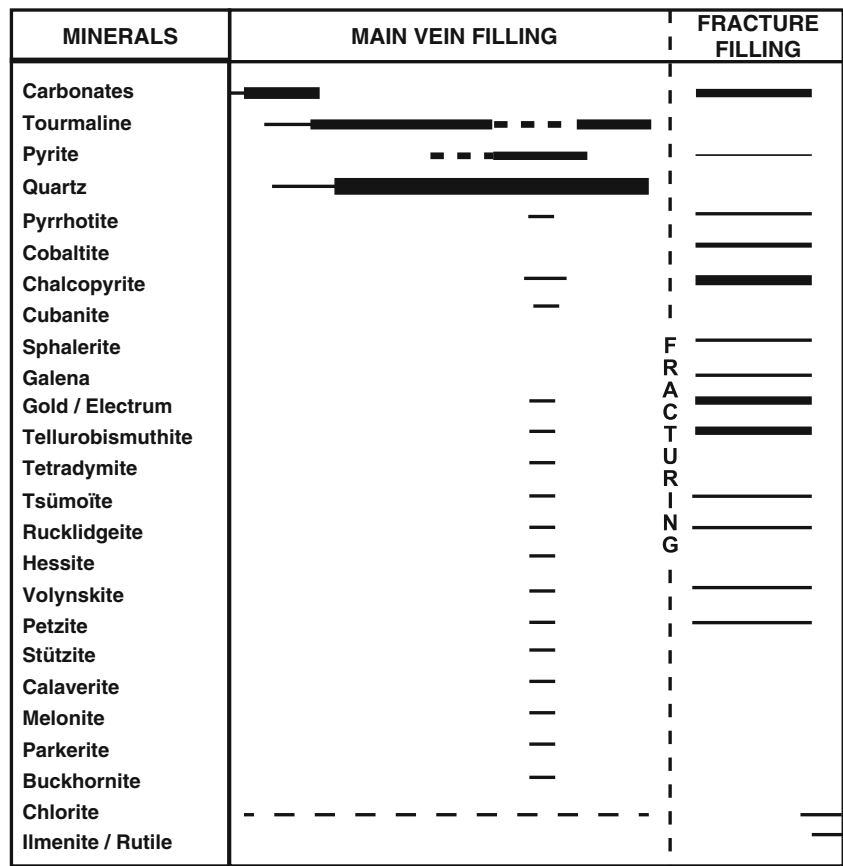 MINERALS
MAIN VEIN FILLING
FRACTURE
FILLING
Carbonates
Tourmaline
Pyrite
Quartz
Pyrrhotite
Cobaltite
Chalcopyrite
Cubanite
Sphalerite
Galena
Gold / Electrum
Tellurobismuthite
Tetradymite
Tsümoïte
Rucklidgeite
Hessite
Volynskite
Petzite
Stützite
Calaverite
Melonite
Parkerite
Buckhornite
Chlorite
Ilmenite / Rutile
FRACTURING